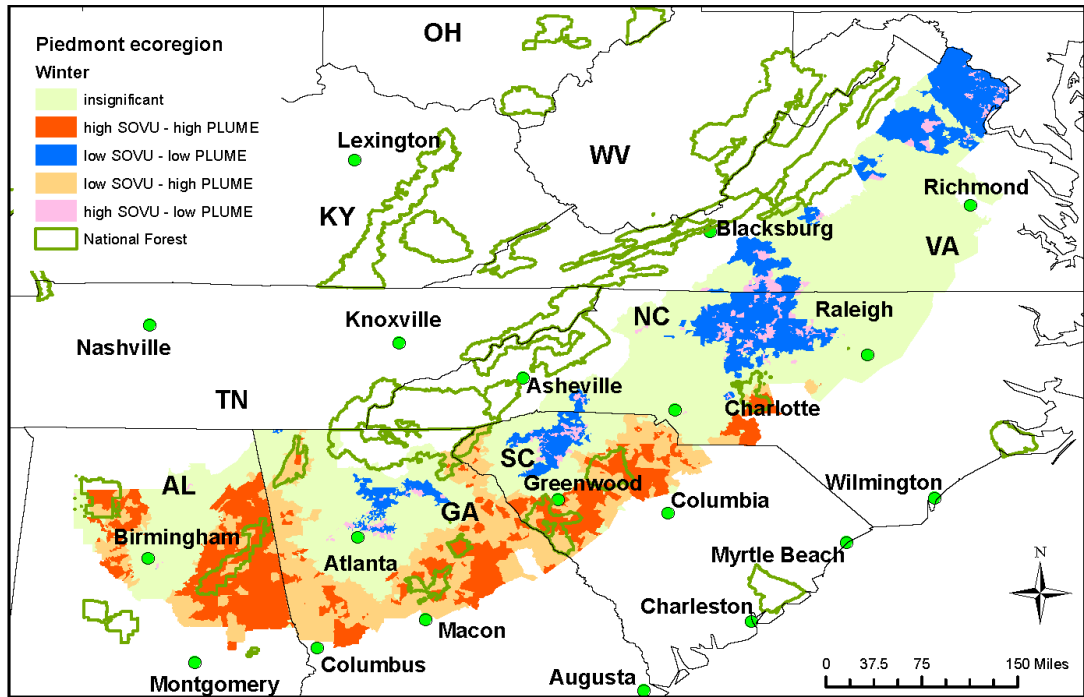 Piedmont ecoregion
Winter
insignificant
high SOVU - high PLUME
low SOVU - low PLUME
low SOVU - high PLUME
high SOVU - low PLUME
National Forest
OH
Lexington
WV
KY
Richmond
Blacksburg
VA
Knoxville
NC
Raleigh
Nashville
Asheville
TN
Charlotte
SC
AL
Greenwood
GA
Columbia
Wilmington
Birmingham
Atlanta
Myrtle Beach
N
Charleston
Macon
Columbus
Montgomery
Augusta
0 37.5 75 150 Miles